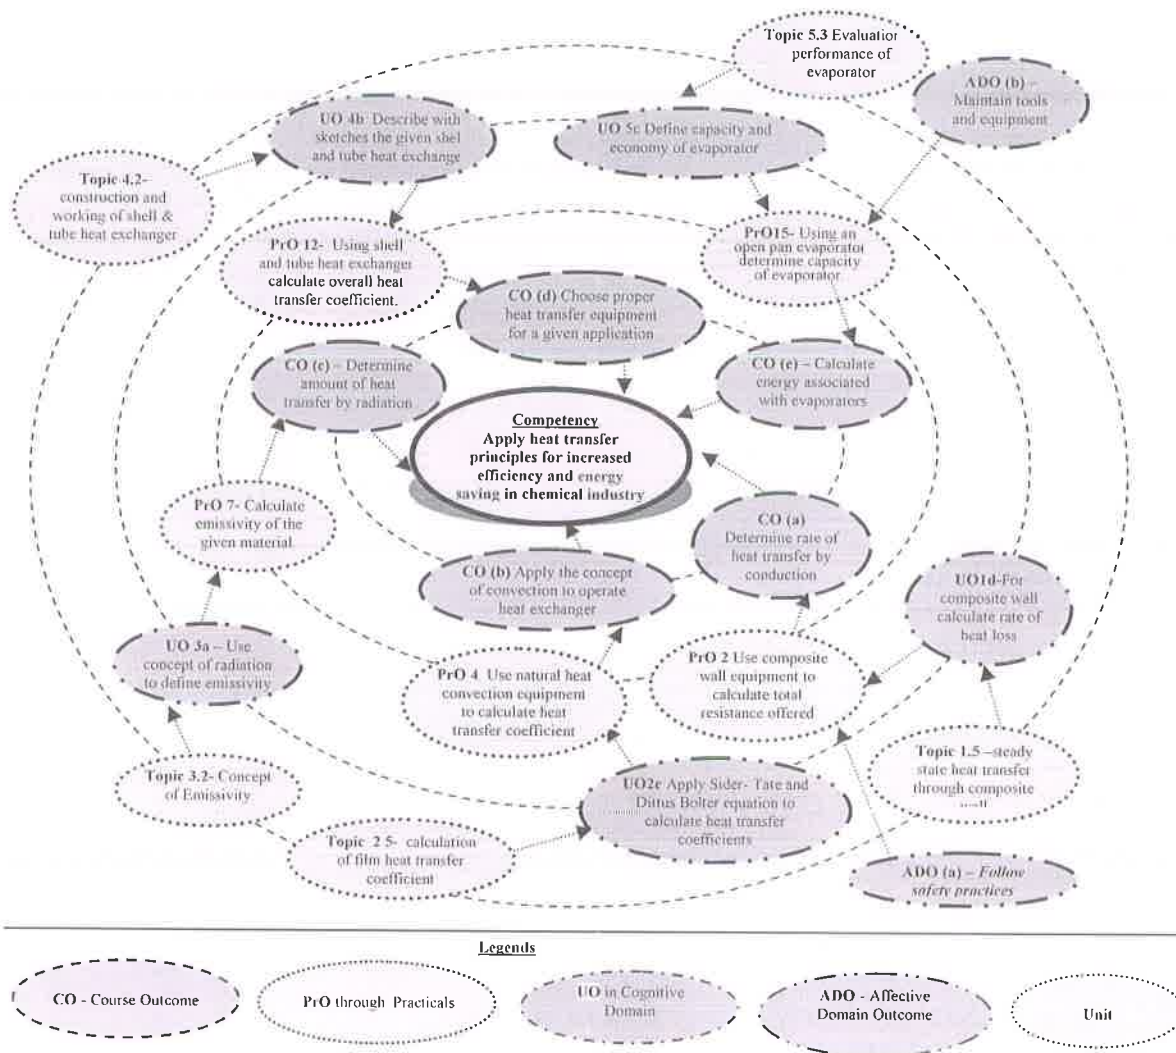 Topic 5.3 Evaluation
performance of
evaporator
ADO (b) –
Maintain tools
and equipment
UO 4b Describe with
sketches the given shel
and tube heat exchange
UO 5c Define capacity and
economy of evaporator
Topic 4.2-
construction and
working of shell &
tube heat exchanger
PrO 12- Using shell
and tube heat exchanger
calculate overall heat
transfer coefficient.
PrO15- Using an
open pan evaporator
determine capacity
of evaporator
CO (d) Choose proper
heat transfer equipment
for a given application
CO (c) – Determine
amount of heat
transfer by radiation
CO (e) – Calculate
energy associated
with evaporators
Competency
Apply heat transfer
principles for increased
efficiency and energy
saving in chemical industry
PrO 7- Calculate
emissivity of the
given material
CO (a)
Determine rate of
heat transfer by
conduction
CO (b) Apply the concept
of convection to operate
heat exchanger
UO1d-For
composite wall
calculate rate of
heat loss
UO 3a – Use
concept of radiation
to define emissivity
PrO 4 Use natural heat
convection equipment
to calculate heat
transfer coefficient
PrO 2 Use composite
wall equipment to
calculate total
resistance offered
Topic 3.2- Concept
of Emissivity
UO2e Apply Sider- Tate and
Dittus Bolter equation to
calculate heat transfer
coefficients
Topic 1.5 –steady
state heat transfer
through composite
Topic 2 5- calculation
of film heat transfer
coefficient
ADO (a) – Follow
safety practices
Legends
CO - Course Outcome
PrO through Practicals
UO in Cognitive
Domain
ADO - Affective
Domain Outcome
Unit